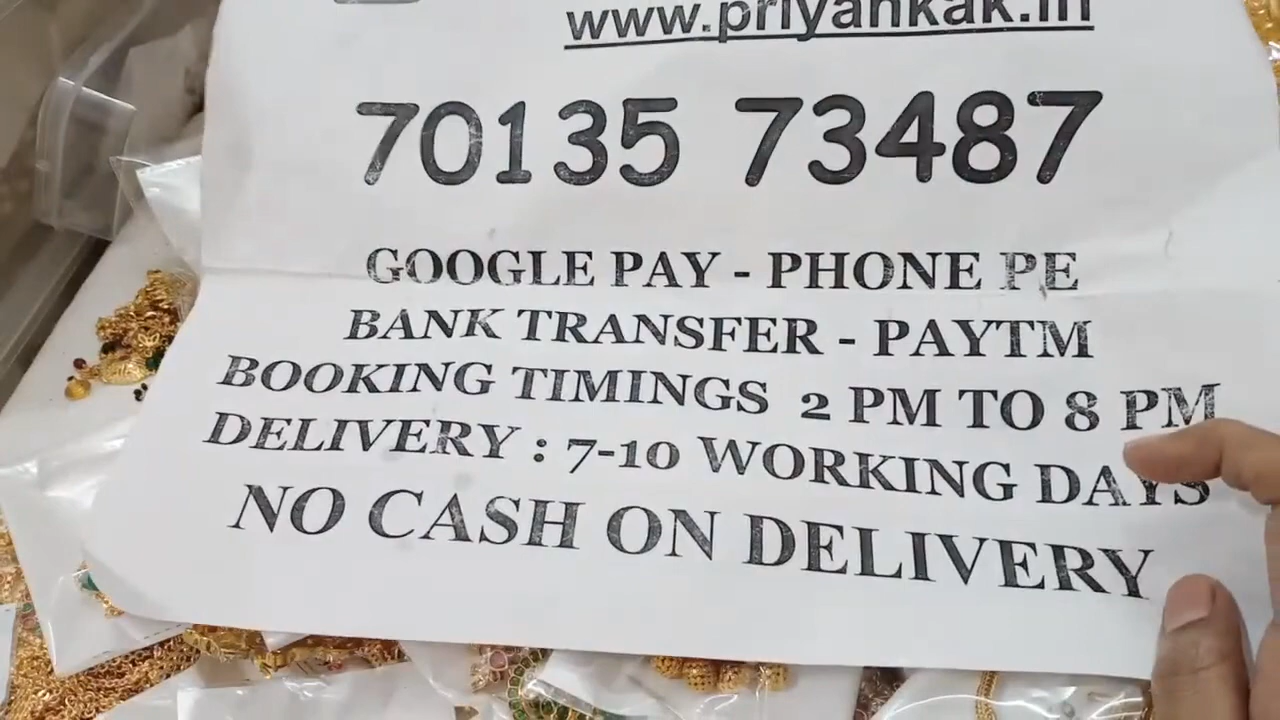 www.priyankak.in
70135 73487
GOOGLE PAY - PHONE PE
BANK TRANSFER - PAYTM
BOOKING TIMINGS 2 PM TO 8 PM
DELIVERY : 7-10 WORKING DAYS
NO CASH ON DELIVERY